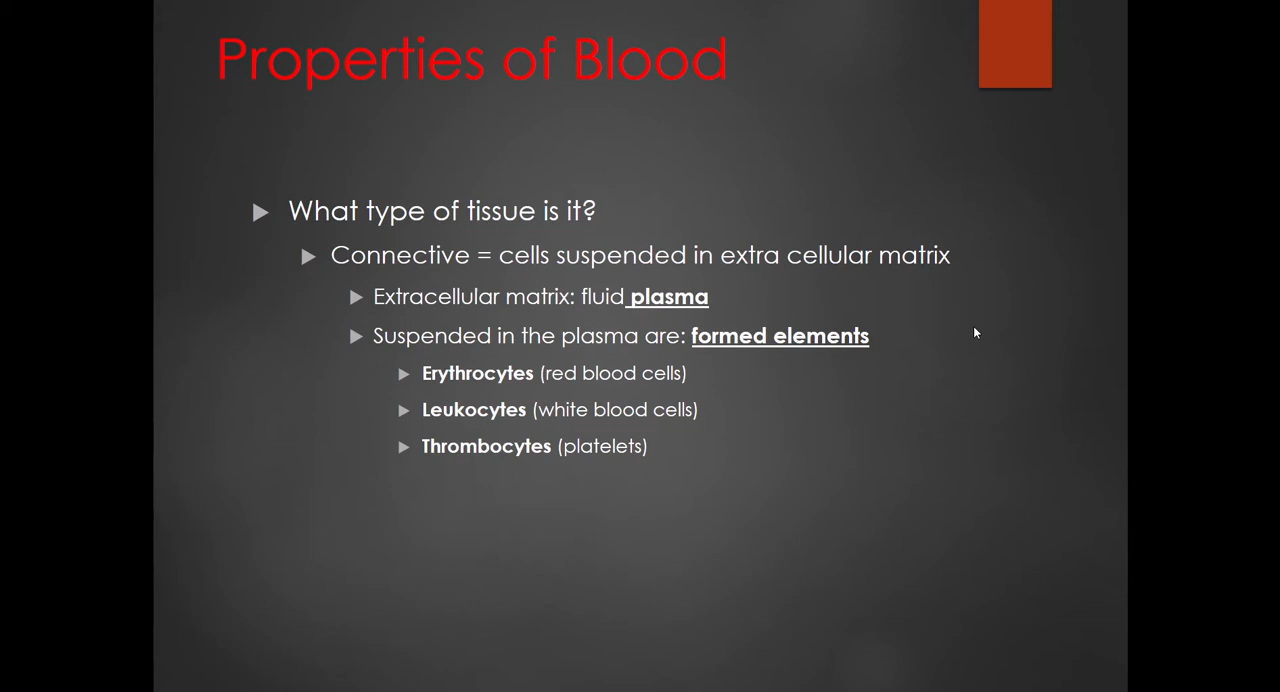 Properties of Blood
What type of tissue is it?
Connective = cells suspended in extra cellular matrix
Extracellular matrix: fluid plasma
Suspended in the plasma are: formed elements
Erythrocytes (red blood cells)
Leukocytes (white blood cells)
Thrombocytes (platelets)